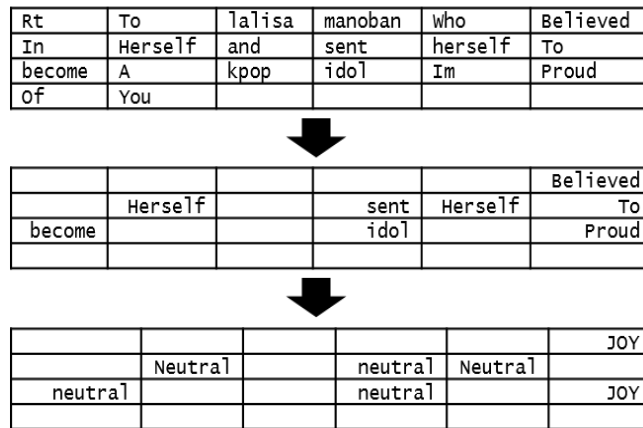 Rt To lalisa manoban Who Believed
In Herself and sent herself To
become A kpop idol Im Proud
Of You
Believed
Herself sent Herself To
become idol Proud
JOY
Neutral neutral Neutral
neutral neutral JOY